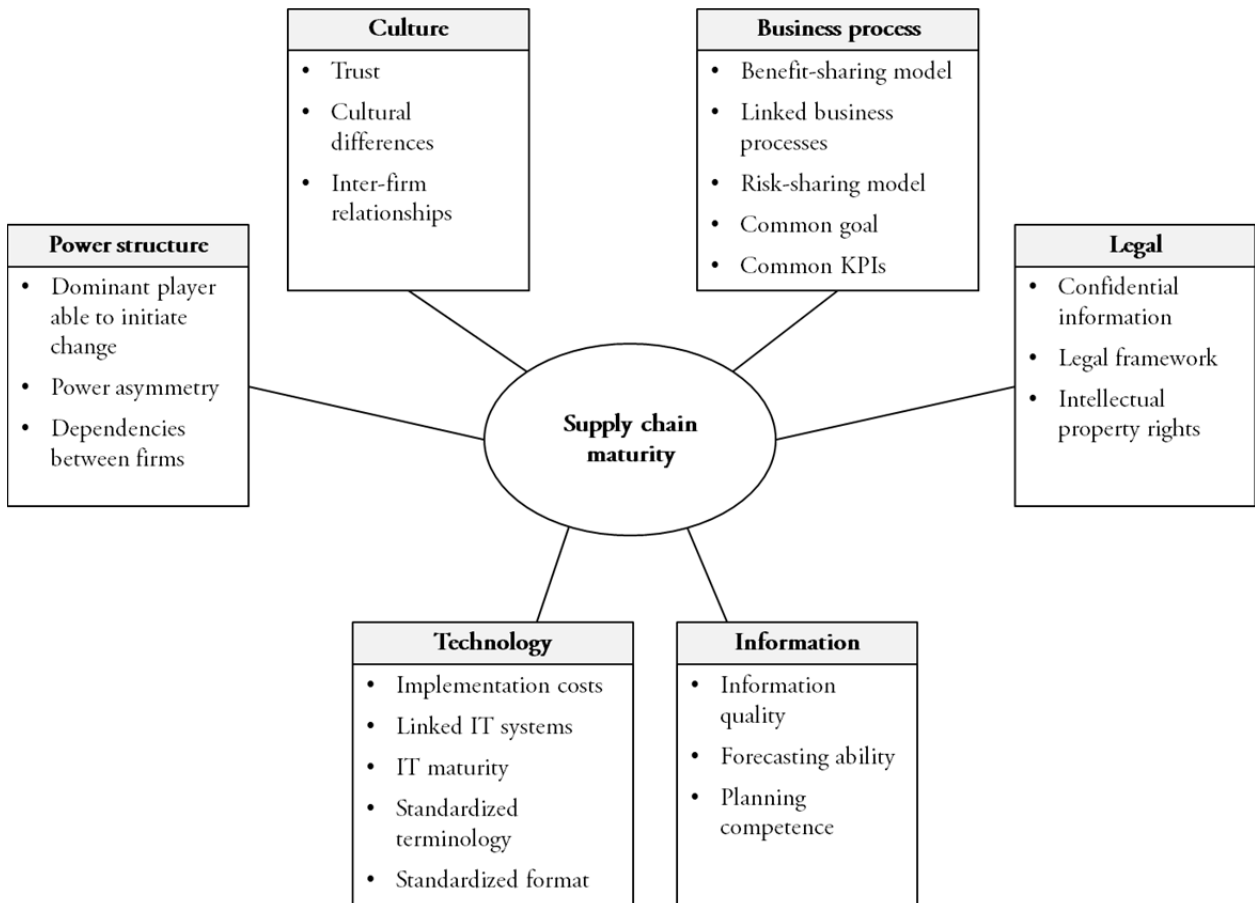 Culture
• Trust
• Cultural
differences
• Inter-firm
relationships
Business process
• Benefit-sharing model
• Linked business
processes
• Risk-sharing model
• Common goal
• Common KPIs
Power structure
• Dominant player
able to initiate
change
• Power asymmetry
• Dependencies
between firms
Legal
• Confidential
information
• Legal framework
• Intellectual
property rights
Supply chain
maturity
Technology
• Implementation costs
• Linked IT systems
• IT maturity
• Standardized
terminology
• Standardized format
Information
• Information
quality
• Forecasting ability
• Planning
competence